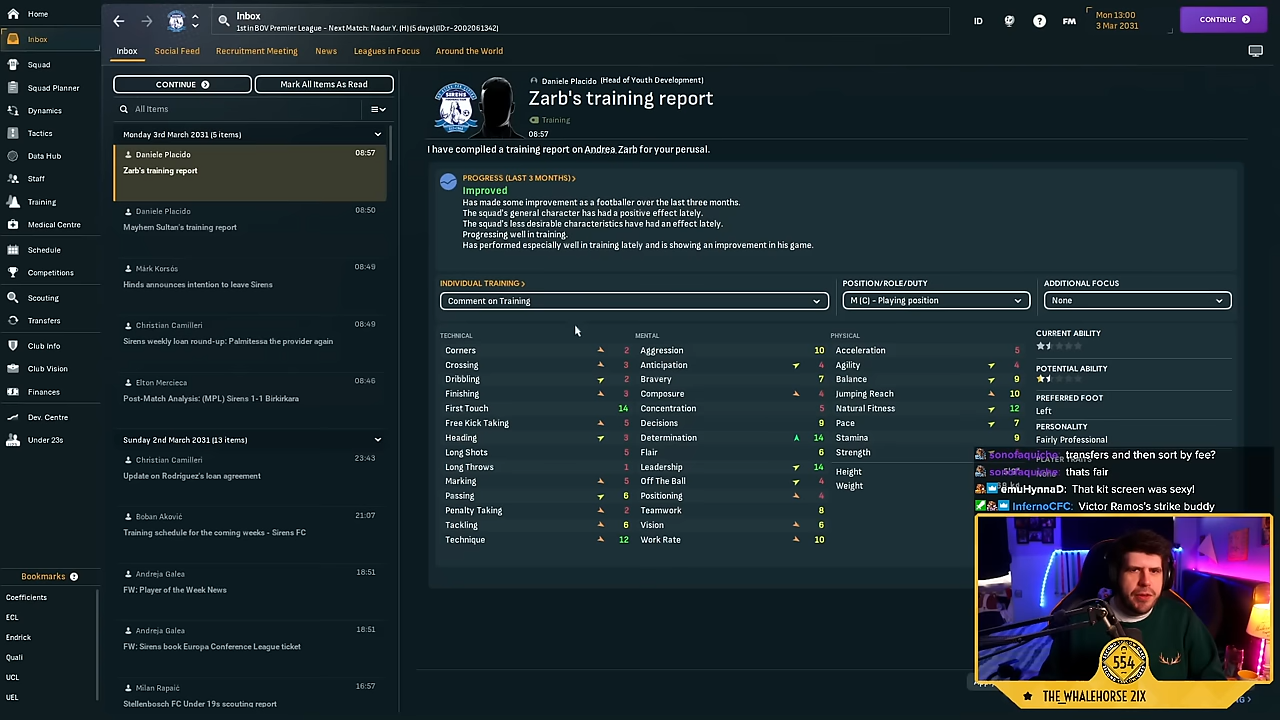 Home
Inbox
Squad
Squad Planner
Dynamics
Tactics
Data Hub
Staff
Training
Medical Centre
Schedule
Competitions
Scouting
Transfers
Club Info
Club Vision
Finances
Dev. Centre
Under 23s
Bookmarks
Coefficients
ECL
Endrick
Quali
UCL
UEL
Inbox
1st in BOV Premier League - Next Match: Nadur Y. (H) (5 days) (ID:r-2002061342)
ID
FM
Mon 13:00
3 Mar 2031
CONTINUE
Inbox
Social Feed
Recruitment Meeting
News
Leagues in Focus
Around the World
CONTINUE
Mark All Items As Read
All Items
Monday 3rd March 2031 (5 items)
Daniele Placido 08:57
Zarb's training report
Daniele Placido 08:50
Mayhem Sultan's training report
Márk Korsós 08:49
Hinds announces intention to leave Sirens
Christian Camilleri 08:49
Sirens weekly loan round-up: Palmitessa the provider again
Elton Mercieca 08:46
Post-Match Analysis: (MPL) Sirens 1-1 Birkirkara
Sunday 2nd March 2031 (13 items)
Christian Camilleri 23:43
Update on Rodríguez's loan agreement
Boban Aković 21:07
Training schedule for the coming weeks - Sirens FC
Andreja Galea 18:51
FW: Player of the Week News
Andreja Galea 18:51
FW: Sirens book Europa Conference League ticket
Milan Rapaić 16:57
Stellenbosch FC Under 19s scouting report
SIRENS
Daniele Placido (Head of Youth Development)
Zarb's training report
Training
08:57
I have compiled a training report on Andrea Zarb for your perusal.
PROGRESS (LAST 3 MONTHS)
Improved
Has made some improvement as a footballer over the last three months.
The squad's general character has had a positive effect lately.
The squad's less desirable characteristics have had an effect lately.
Progressing well in training.
Has performed especially well in training lately and is showing an improvement in his game.
INDIVIDUAL TRAINING
Comment on Training
POSITION/ROLE/DUTY
M (C) - Playing position
ADDITIONAL FOCUS
None
TECHNICAL
Corners 2
Crossing 3
Dribbling 2
Finishing 3
First Touch 14
Free Kick Taking 5
Heading 3
Long Shots 5
Long Throws 1
Marking 5
Passing 6
Penalty Taking 2
Tackling 6
Technique 12
MENTAL
Aggression 10
Anticipation 4
Bravery 7
Composure 4
Concentration 5
Decisions 9
Determination 14
Flair 6
Leadership 14
Off The Ball 4
Positioning 4
Teamwork 8
Vision 6
Work Rate 10
PHYSICAL
Acceleration 5
Agility 4
Balance 9
Jumping Reach 10
Natural Fitness 12
Pace 7
Stamina 9
Strength
Height
Weight
CURRENT ABILITY
POTENTIAL ABILITY
PREFERRED FOOT
Left
PERSONALITY
Fairly Professional
sonofaquiche: transfers and then sort by fee?
sonofaquiche: thats fair
emuHynnaD: That kit screen was sexy!
InfernoCFC: Victor Ramos's strike buddy
554
THE_WHALEHORSE 21X